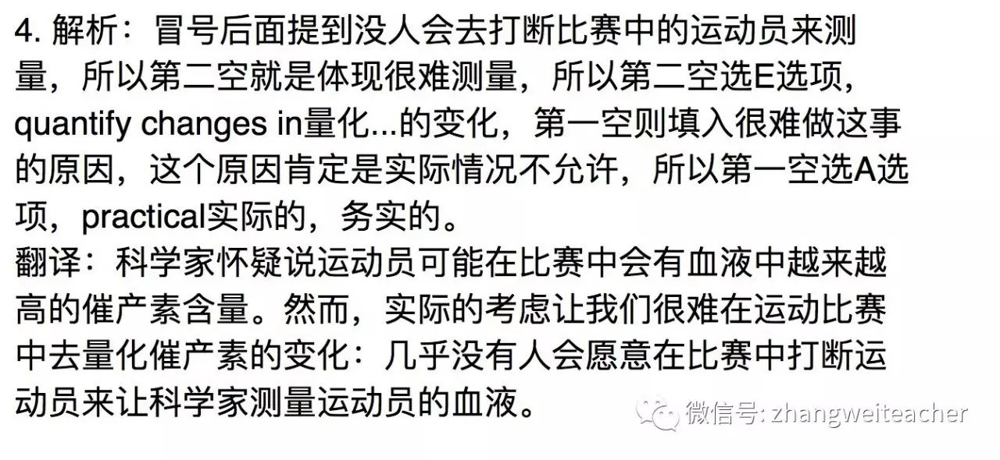 4. 解析：冒号后面提到没人会去打断比赛中的运动员来测
量，所以第二空就是体现很难测量，所以第二空选E选项，
quantify changes in量化...的变化，第一空则填入很难做这事
的原因，这个原因肯定是实际情况不允许，所以第一空选A选
项，practical实际的，务实的。
翻译：科学家怀疑说运动员可能在比赛中会有血液中越来越
高的催产素含量。然而，实际的考虑让我们很难在运动比赛
中去量化催产素的变化：几乎没有人会愿意在比赛中打断运
动员来让科学家测量运动员的血液。
微信号: zhangweiteacher